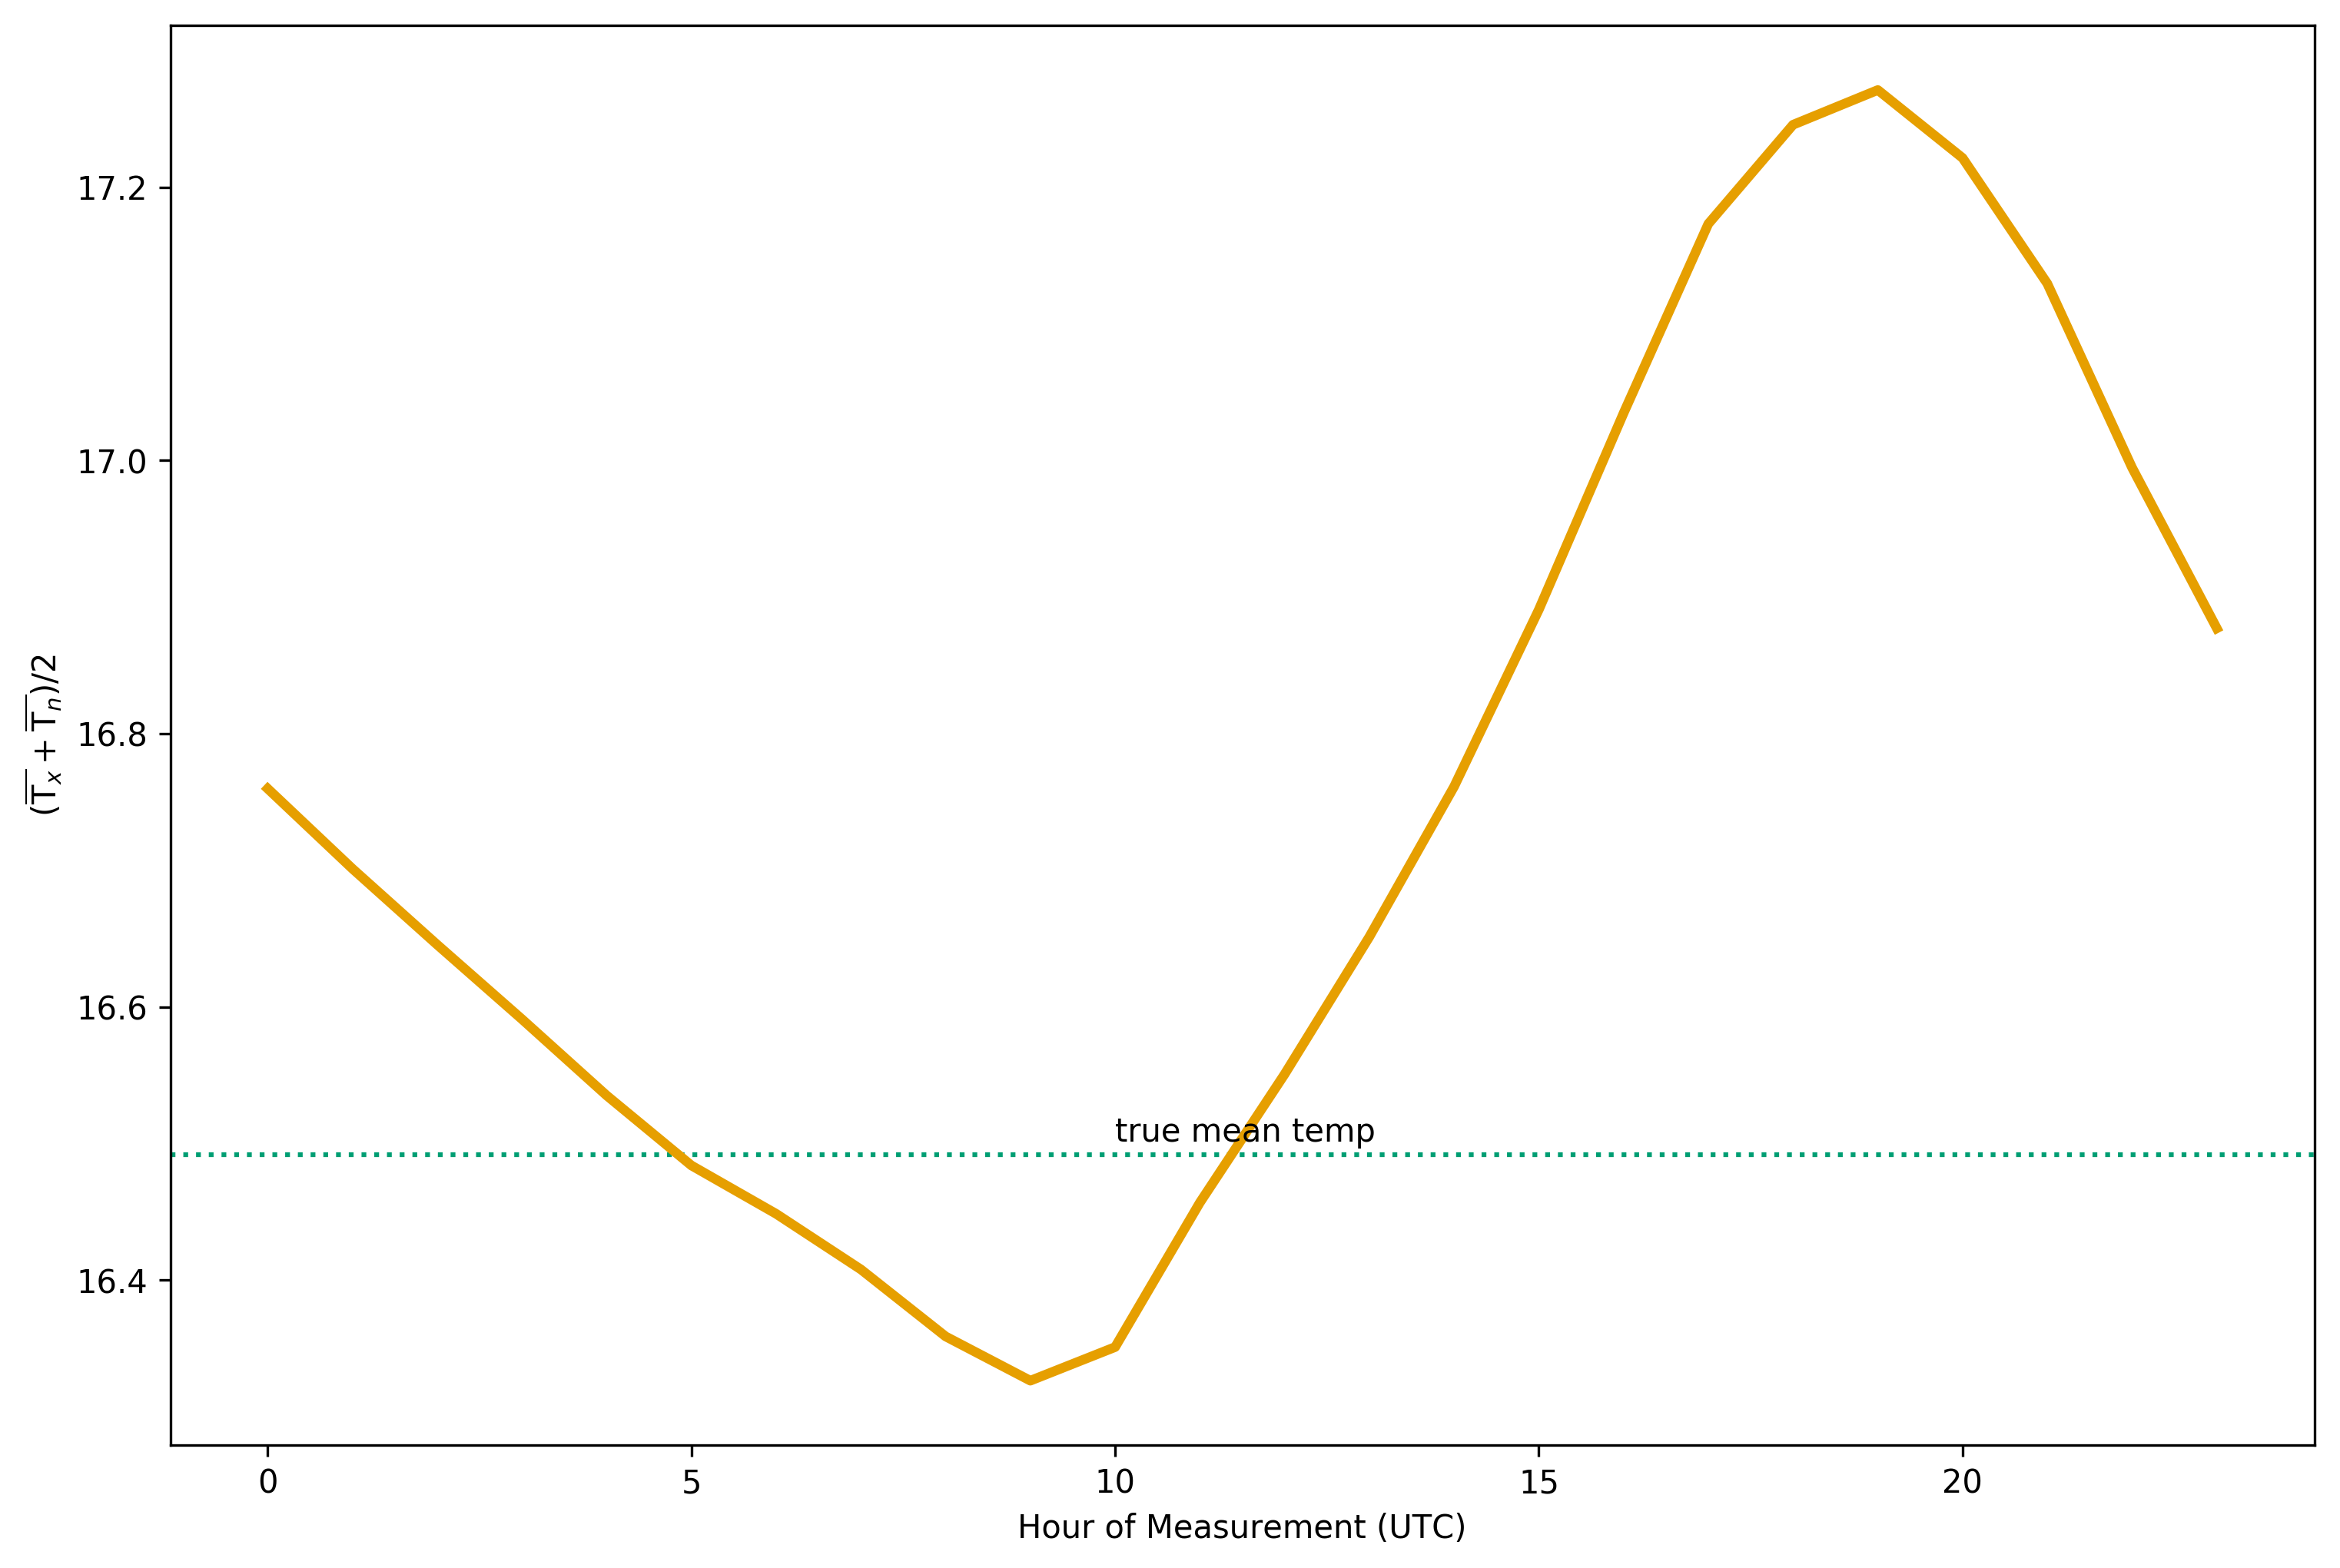 17.2
17.0
16.8
16.6
16.4
(T̅ₓ + T̅ₙ)/2
true mean temp
0 5 10 15 20
Hour of Measurement (UTC)